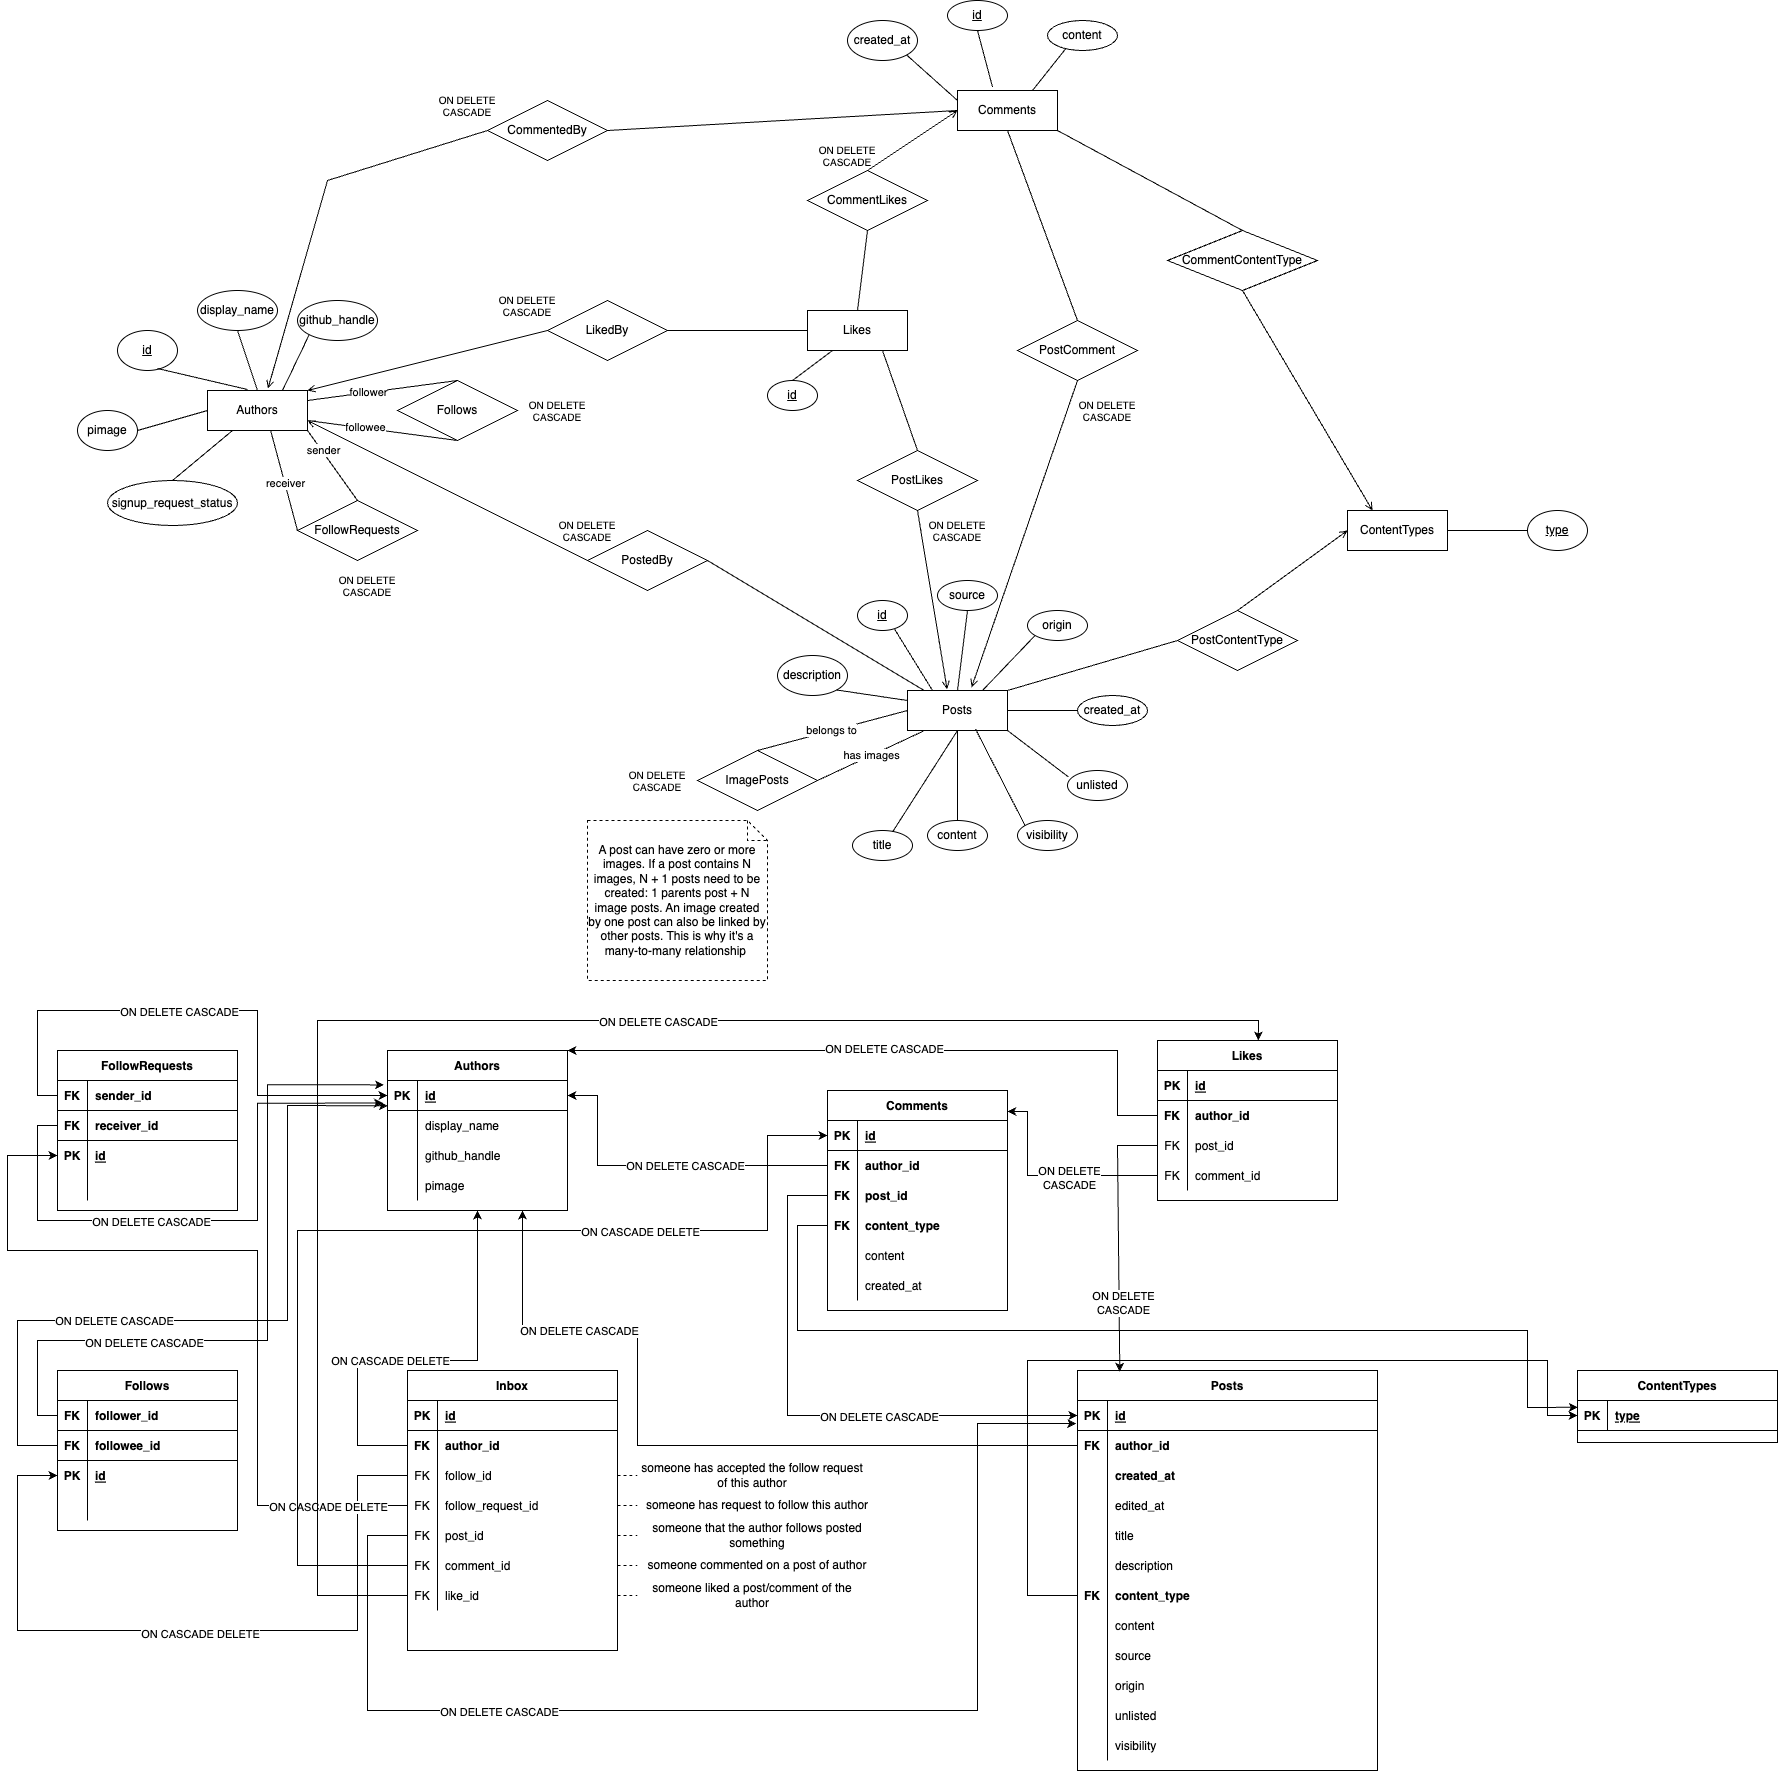 id
created_at
content
Comments
ON DELETE
CASCADE
CommentedBy
ON DELETE
CASCADE
CommentLikes
CommentContentType
display_name
github_handle
id
ON DELETE
CASCADE
LikedBy
Likes
PostComment
id
Authors
pimage
signup_request_status
follower
followee
Follows
ON DELETE
CASCADE
sender
receiver
FollowRequests
ON DELETE
CASCADE
ON DELETE
CASCADE
PostLikes
ON DELETE
CASCADE
ON DELETE
CASCADE
PostedBy
ContentTypes
type
id
source
origin
PostContentType
description
Posts
created_at
belongs to
has images
ON DELETE
CASCADE
ImagePosts
unlisted
title
content
visibility
A post can have zero or more
images. If a post contains N
images, N + 1 posts need to be
created: 1 parents post + N
image posts. An image created
by one post can also be linked by
other posts. This is why it's a
many-to-many relationship
ON DELETE CASCADE
ON DELETE CASCADE
ON DELETE CASCADE
FollowRequests
FK sender_id
FK receiver_id
PK id
ON DELETE CASCADE
Authors
PK id
display_name
github_handle
pimage
ON DELETE CASCADE
Comments
PK id
FK author_id
FK post_id
FK content_type
content
created_at
Likes
PK id
FK author_id
FK post_id
FK comment_id
ON DELETE
CASCADE
ON CASCADE DELETE
ON DELETE
CASCADE
ON DELETE CASCADE
ON DELETE CASCADE
ON DELETE CASCADE
ON CASCADE DELETE
Follows
FK follower_id
FK followee_id
PK id
ON CASCADE DELETE
Inbox
PK id
FK author_id
FK follow_id
FK follow_request_id
FK post_id
FK comment_id
FK like_id
someone has accepted the follow request
of this author
someone has request to follow this author
someone that the author follows posted
something
someone commented on a post of author
someone liked a post/comment of the
author
ON CASCADE DELETE
ON DELETE CASCADE
ON DELETE CASCADE
Posts
PK id
FK author_id
created_at
edited_at
title
description
FK content_type
content
source
origin
unlisted
visibility
ContentTypes
PK type